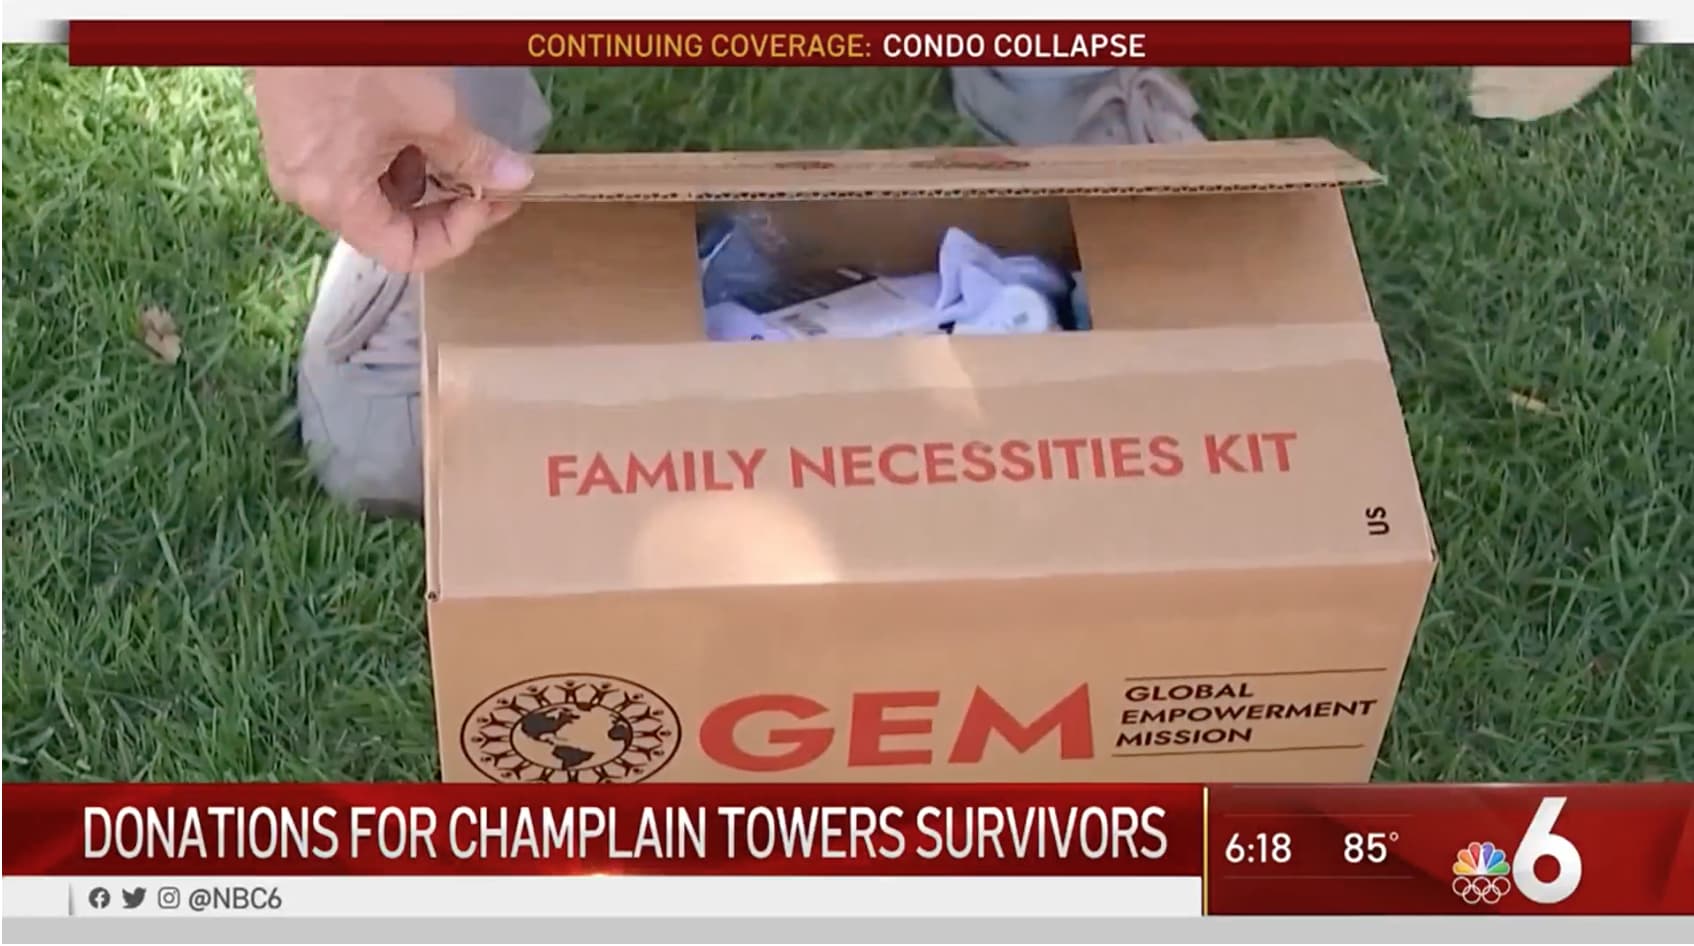 CONTINUING COVERAGE: CONDO COLLAPSE
FAMILY NECESSITIES KIT
US
GEM
GLOBAL
EMPOWERMENT
MISSION
DONATIONS FOR CHAMPLAIN TOWERS SURVIVORS
6:18 85°
6
@NBC6